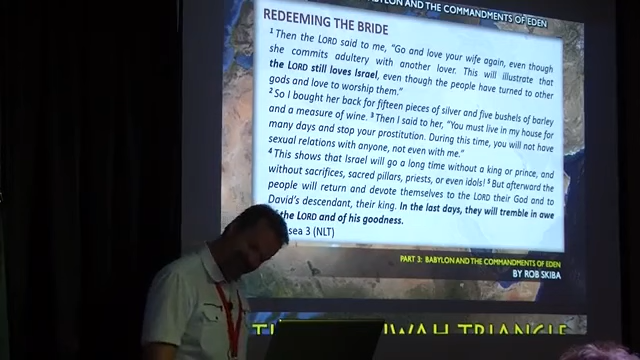 BYLON AND THE COMMANDMENTS OF EDEN
REDEEMING THE BRIDE
1 Then the LORD said to me, "Go and love your wife again, even though
she commits adultery with another lover. This will illustrate that
the LORD still loves Israel, even though the people have turned to other
gods and love to worship them."
2 So I bought her back for fifteen pieces of silver and five bushels of barley
and a measure of wine. 3 Then I said to her, "You must live in my house for
many days and stop your prostitution. During this time, you will not have
sexual relations with anyone, not even with me."
4 This shows that Israel will go a long time without a king or prince, and
without sacrifices, sacred pillars, priests, or even idols! 5 But afterward the
people will return and devote themselves to the LORD their God and to
David's descendant, their king. In the last days, they will tremble in awe
the LORD and of his goodness.
sea 3 (NLT)
PART 3: BABYLON AND THE COMMANDMENTS OF EDEN
BY ROB SKIBA
TRIANGLE